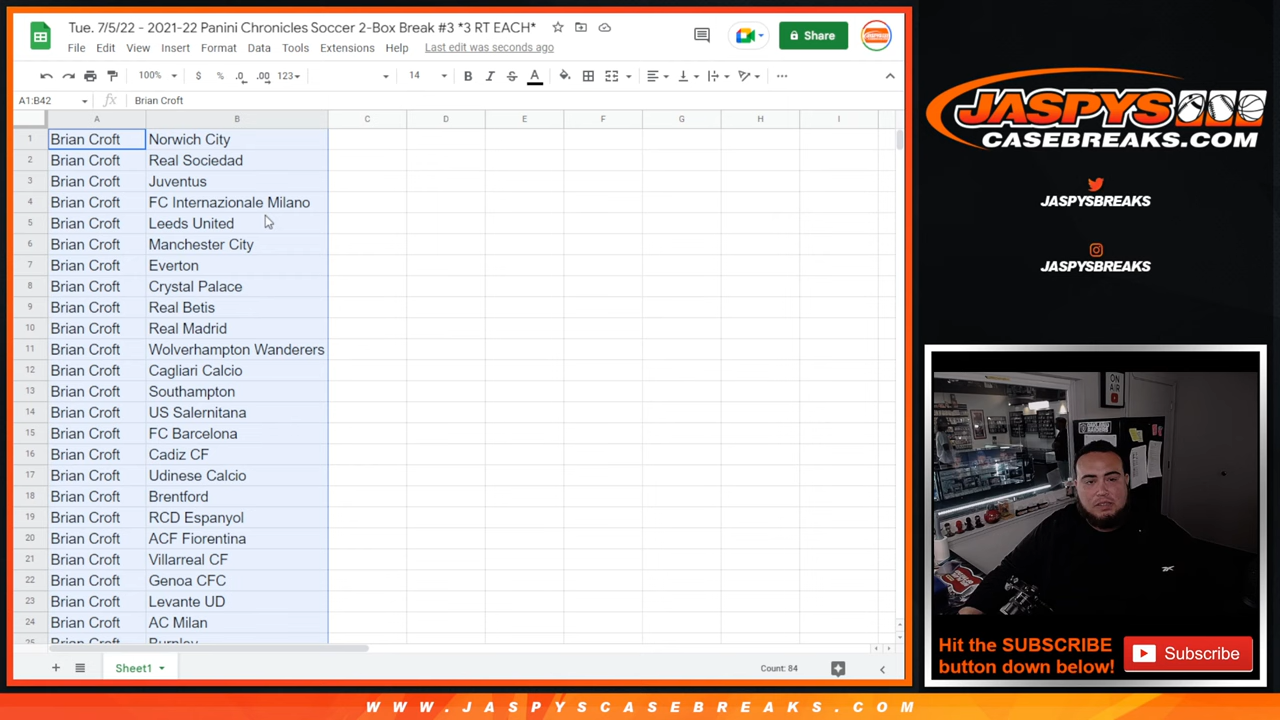 Tue. 7/5/22 - 2021-22 Panini Chronicles Soccer 2-Box Break #3 *3 RT EACH*
File Edit View Insert Format Data Tools Extensions Help Last edit was seconds ago
Share
100% $ % .0 .00 123 14 B I S A
A1:B42 fx Brian Croft
A B C D E F G H I
1 Brian Croft Norwich City
2 Brian Croft Real Sociedad
3 Brian Croft Juventus
4 Brian Croft FC Internazionale Milano
5 Brian Croft Leeds United
6 Brian Croft Manchester City
7 Brian Croft Everton
8 Brian Croft Crystal Palace
9 Brian Croft Real Betis
10 Brian Croft Real Madrid
11 Brian Croft Wolverhampton Wanderers
12 Brian Croft Cagliari Calcio
13 Brian Croft Southampton
14 Brian Croft US Salernitana
15 Brian Croft FC Barcelona
16 Brian Croft Cadiz CF
17 Brian Croft Udinese Calcio
18 Brian Croft Brentford
19 Brian Croft RCD Espanyol
20 Brian Croft ACF Fiorentina
21 Brian Croft Villarreal CF
22 Brian Croft Genoa CFC
23 Brian Croft Levante UD
24 Brian Croft AC Milan
25 Brian Croft Burnley
Sheet1
Count: 84
JASPYS
CASEBREAKS.COM
JASPYSBREAKS
JASPYSBREAKS
ON AIR
Hit the SUBSCRIBE
button down below!
Subscribe
WWW.JASPYSCASEBREAKS.COM